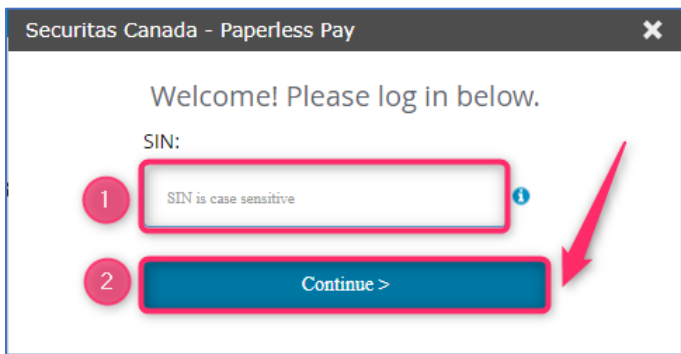 Securitas Canada - Paperless Pay
Welcome! Please log in below.
SIN:
1
SIN is case sensitive
2
Continue >